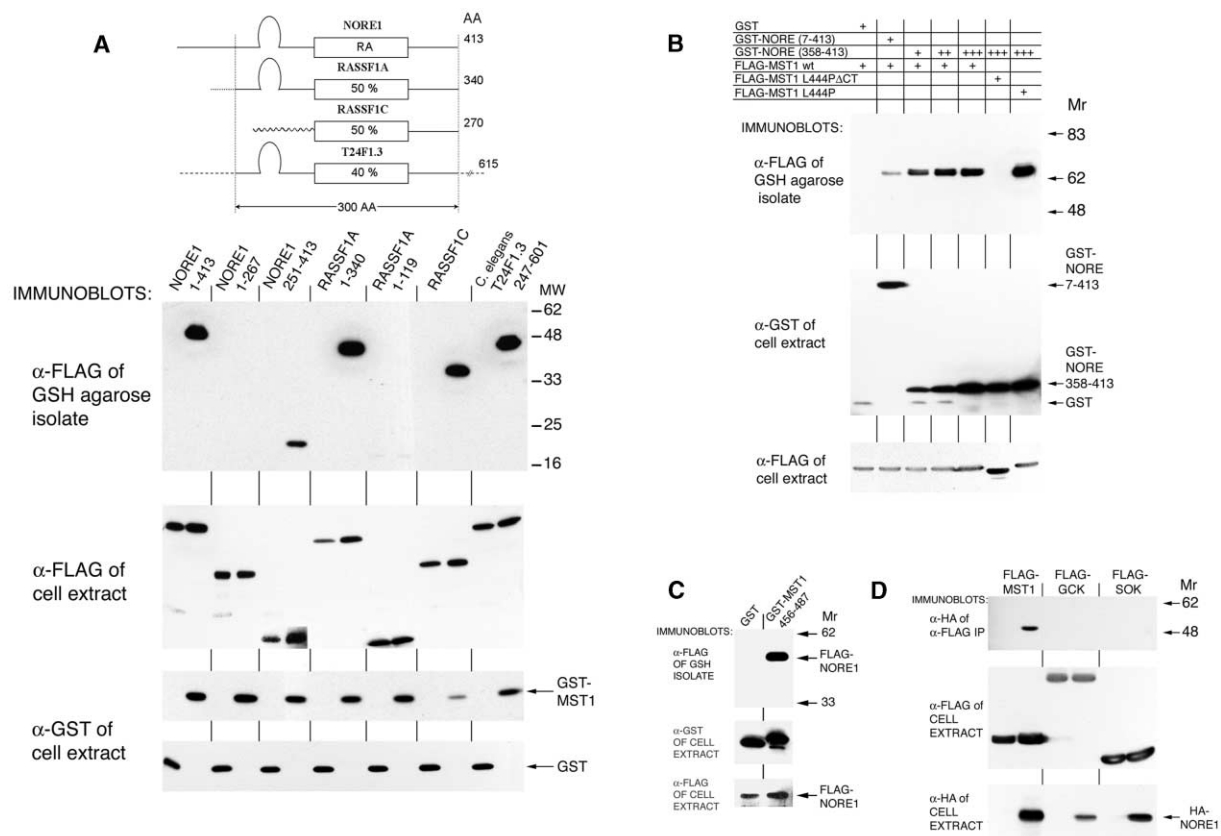 A
AA
NORE1
RA
413
RASSF1A
50 %
340
RASSF1C
50 %
270
T24F1.3
40 %
615
300 AA
NORE1
1-413
NORE1
1-267
NORE1
251-413
RASSF1A
1-340
RASSF1A
1-119
RASSF1C
C. elegans
T24F1.3
247-601
IMMUNOBLOTS:
MW
62
48
33
25
16
α-FLAG of
GSH agarose
isolate
α-FLAG of
cell extract
GST-
MST1
α-GST of
cell extract
GST
B
GST +
GST-NORE (7-413) +
GST-NORE (358-413) + ++ +++ +++ +++
FLAG-MST1 wt + + + + +
FLAG-MST1 L444PΔCT +
FLAG-MST1 L444P +
Mr
IMMUNOBLOTS:
83
α-FLAG of
GSH agarose
isolate
62
48
GST-
NORE
7-413
α-GST of
cell extract
GST-
NORE
358-413
GST
α-FLAG of
cell extract
C
GST
GST-MST1
456-487
Mr
IMMUNOBLOTS:
62
α-FLAG
OF GSH
ISOLATE
FLAG-
NORE1
33
α-GST
OF CELL
EXTRACT
α-FLAG
OF CELL
EXTRACT
FLAG-
NORE1
D
FLAG-
MST1
FLAG-
GCK
FLAG-
SOK
Mr
IMMUNOBLOTS:
62
α-HA of
α-FLAG IP
48
α-FLAG of
CELL
EXTRACT
α-HA of
CELL
EXTRACT
HA-
NORE1